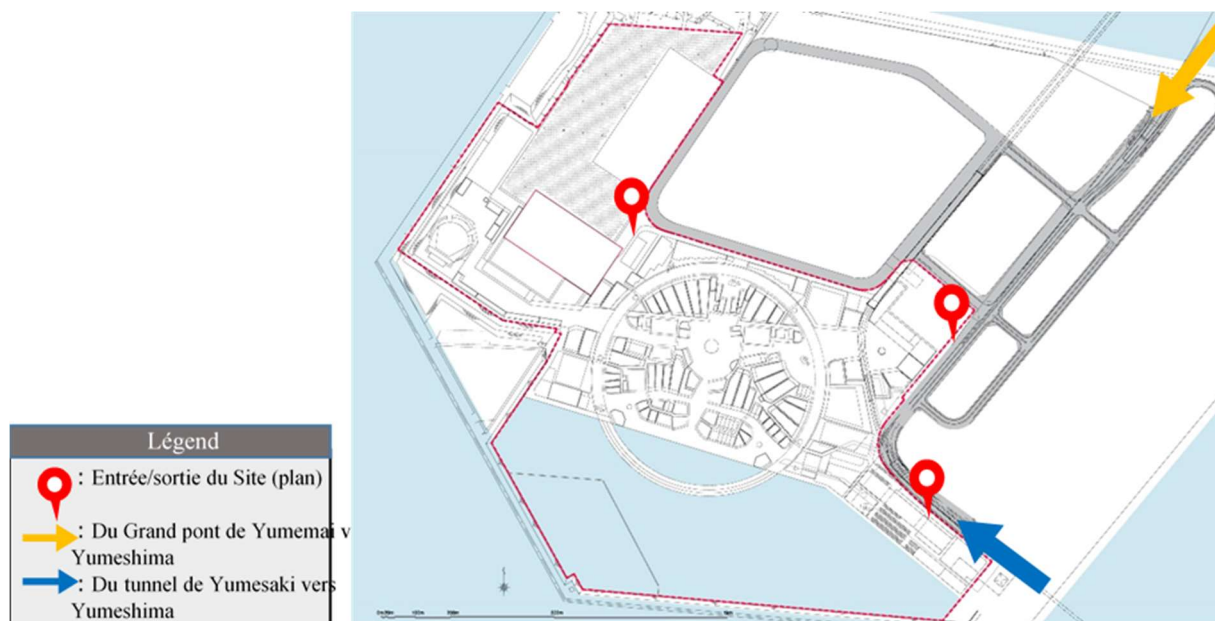 Légend
: Entrée/sortie du Site (plan)
: Du Grand pont de Yumemai v
Yumeshima
: Du tunnel de Yumesaki vers
Yumeshima